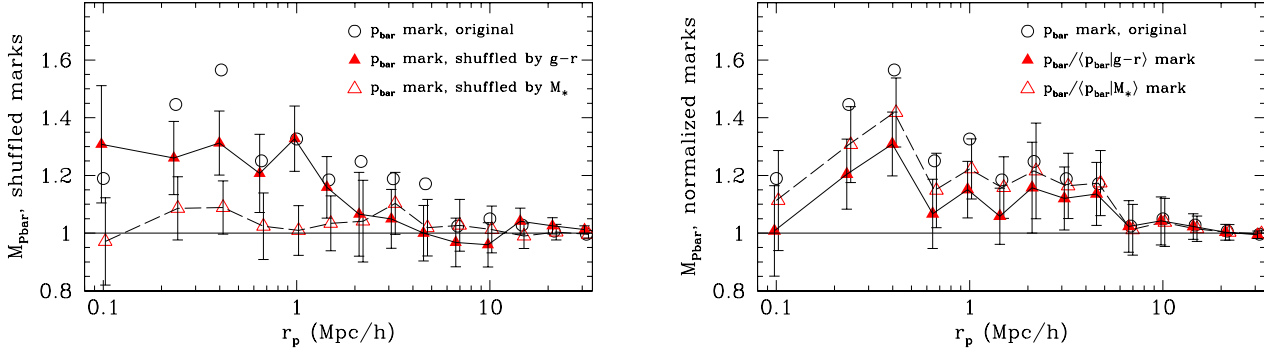 p_bar mark, original
p_bar mark, shuffled by g-r
p_bar mark, shuffled by M_*
M_Pbar, shuffled marks
1.6
1.4
1.2
1
0.8
0.1
1
10
r_p (Mpc/h)
p_bar mark, original
p_bar/⟨p_bar|g-r⟩ mark
p_bar/⟨p_bar|M_*⟩ mark
M_Pbar, normalized marks
1.6
1.4
1.2
1
0.8
0.1
1
10
r_p (Mpc/h)